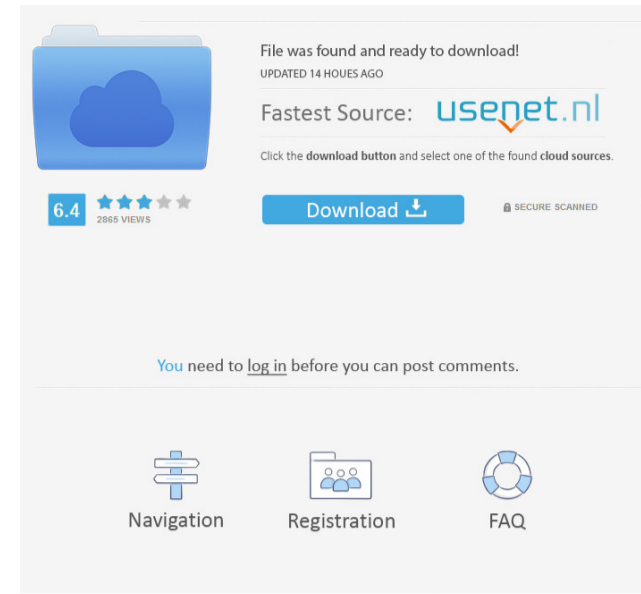 File was found and ready to download!
UPDATED 14 HOUES AGO
Fastest Source: usenet.nl
Click the download button and select one of the found cloud sources.
6.4
2865 VIEWS
Download
SECURE SCANNED
You need to log in before you can post comments.
Navigation
Registration
FAQ